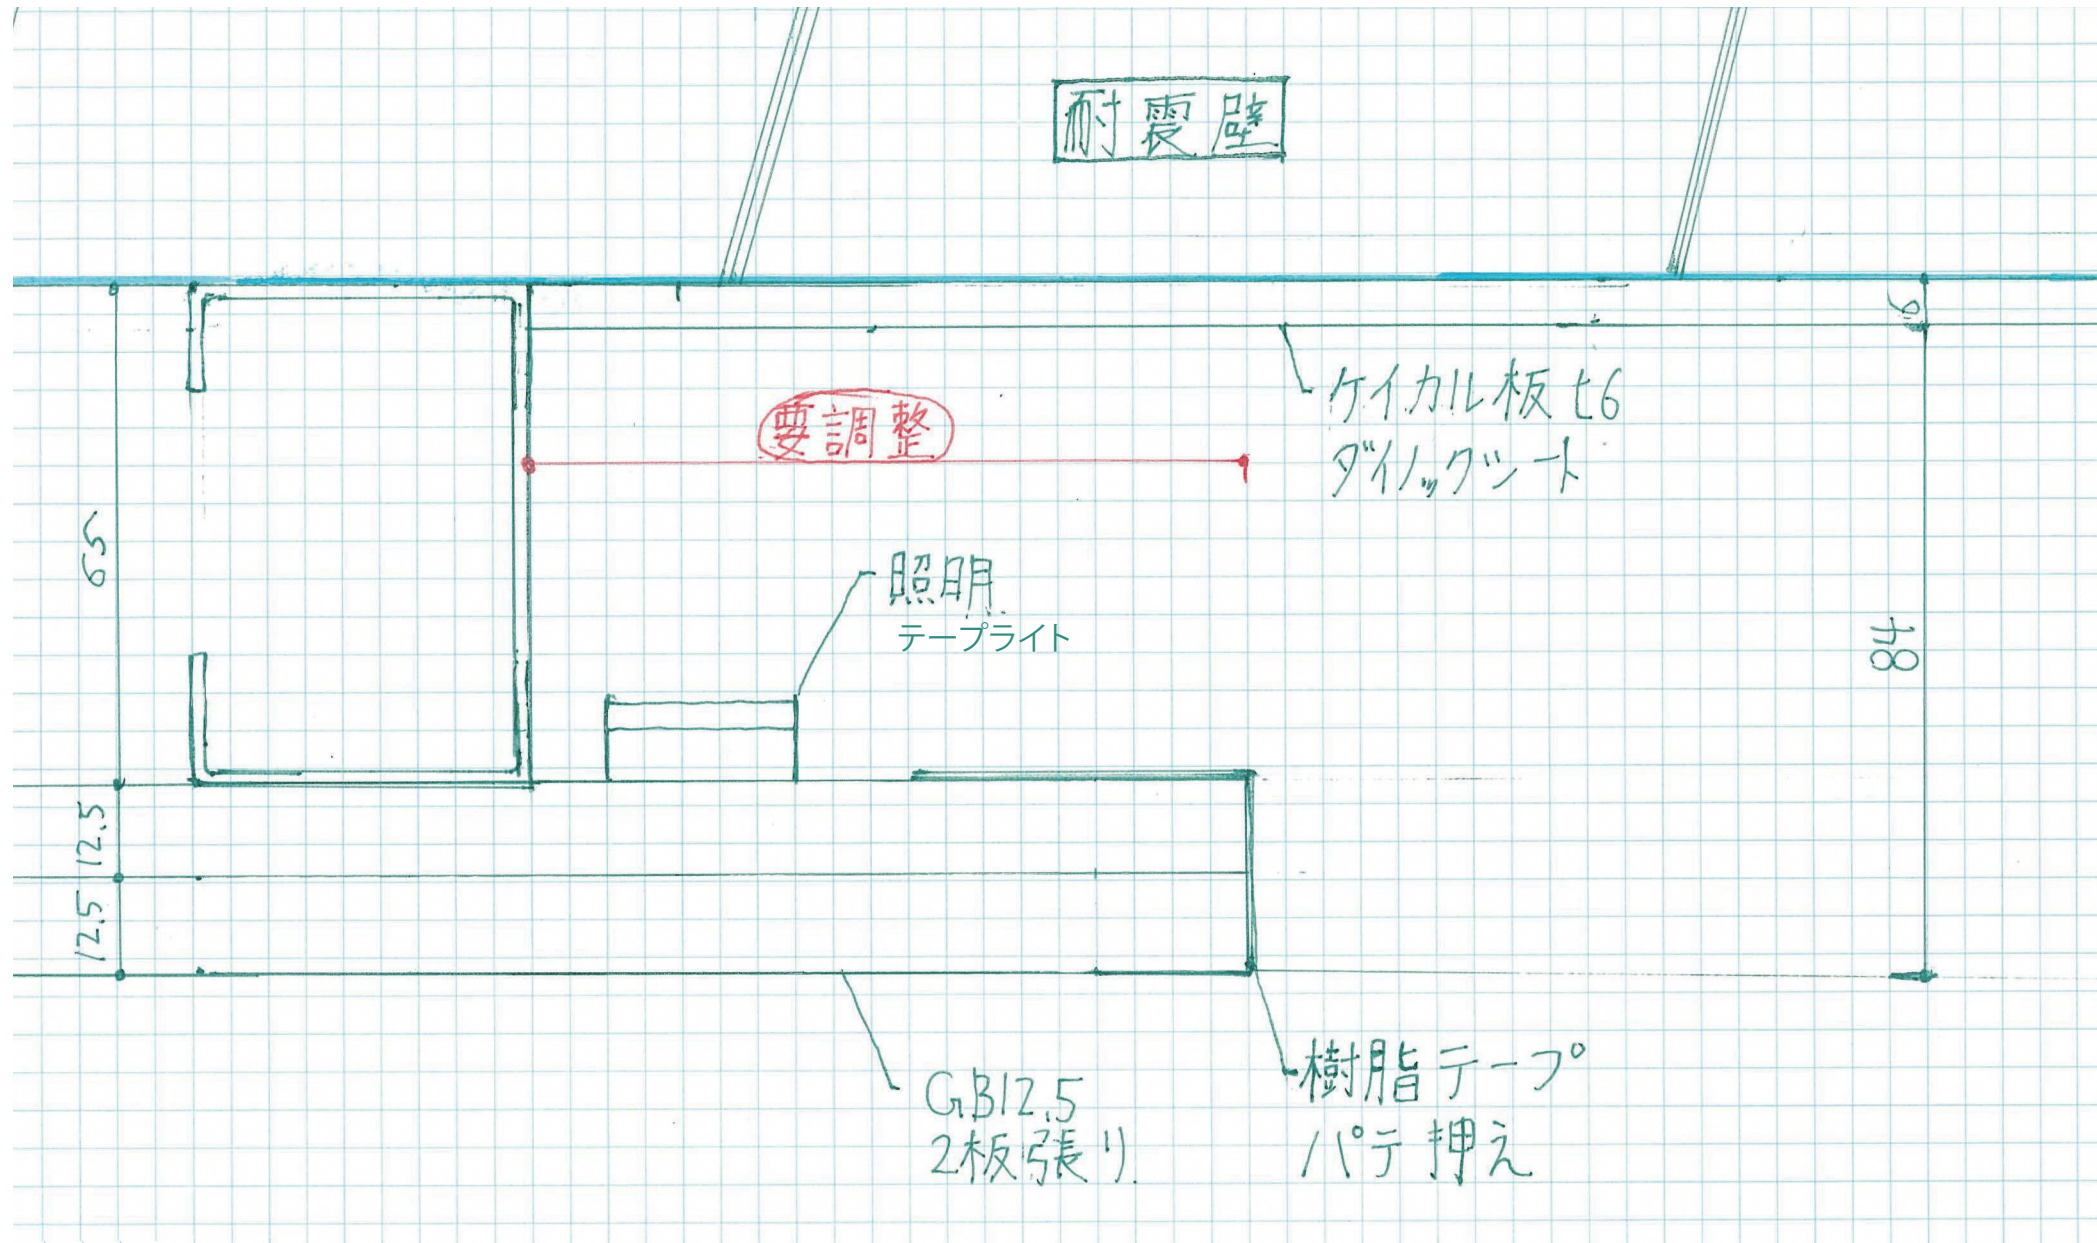 耐震壁
6
ケイカル板 t6
ダイノックシート
要調整
65
照明
テープライト
84
12.5
12.5
GB12.5
2板張り
樹脂テープ
パテ押え